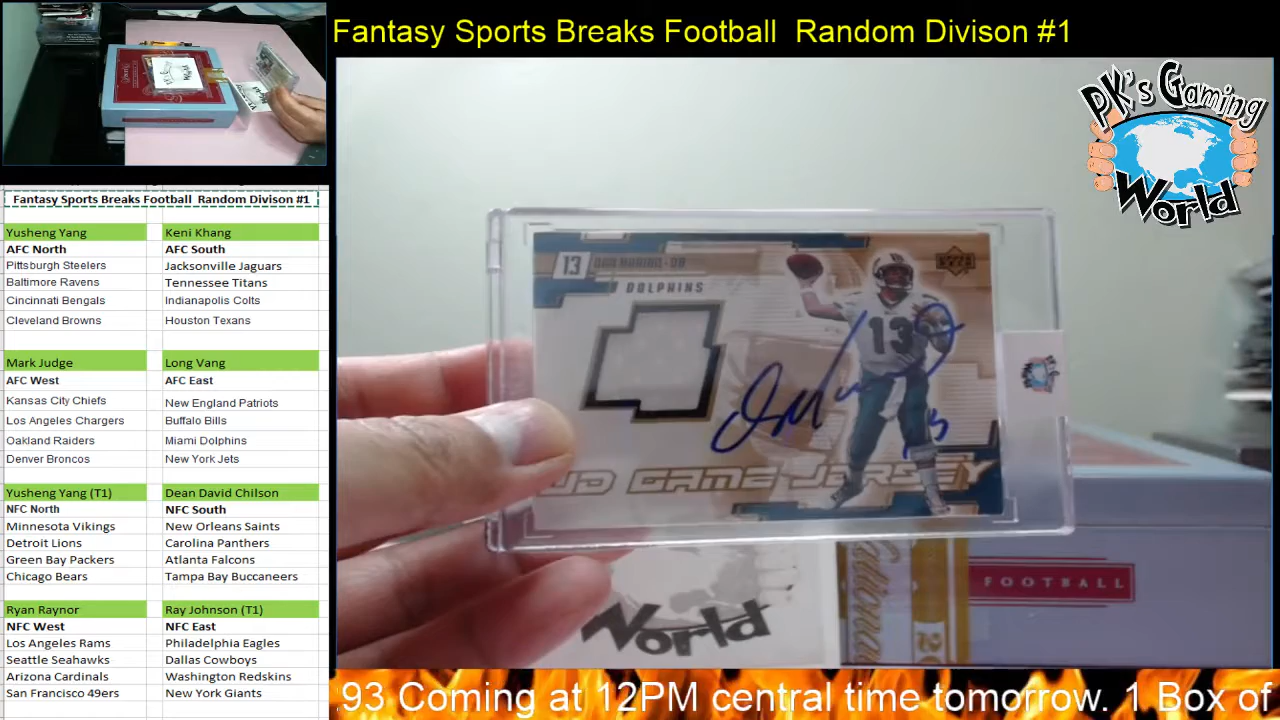 Fantasy Sports Breaks Football Random Divison #1
PK's Gaming
World
Fantasy Sports Breaks Football Random Divison #1
Yusheng Yang
Keni Khang
AFC North
AFC South
Pittsburgh Steelers
Jacksonville Jaguars
Baltimore Ravens
Tennessee Titans
Cincinnati Bengals
Indianapolis Colts
Cleveland Browns
Houston Texans
Mark Judge
Long Vang
AFC West
AFC East
Kansas City Chiefs
New England Patriots
Los Angeles Chargers
Buffalo Bills
Oakland Raiders
Miami Dolphins
Denver Broncos
New York Jets
Yusheng Yang (T1)
Dean David Chilson
NFC North
NFC South
Minnesota Vikings
New Orleans Saints
Detroit Lions
Carolina Panthers
Green Bay Packers
Atlanta Falcons
Chicago Bears
Tampa Bay Buccaneers
Ryan Raynor
Ray Johnson (T1)
NFC West
NFC East
Los Angeles Rams
Philadelphia Eagles
Seattle Seahawks
Dallas Cowboys
Arizona Cardinals
Washington Redskins
San Francisco 49ers
New York Giants
13 DAN MARINO-QB
DOLPHINS
13
UD GAME JERSEY
World
FOOTBALL
.93 Coming at 12PM central time tomorrow. 1 Box of